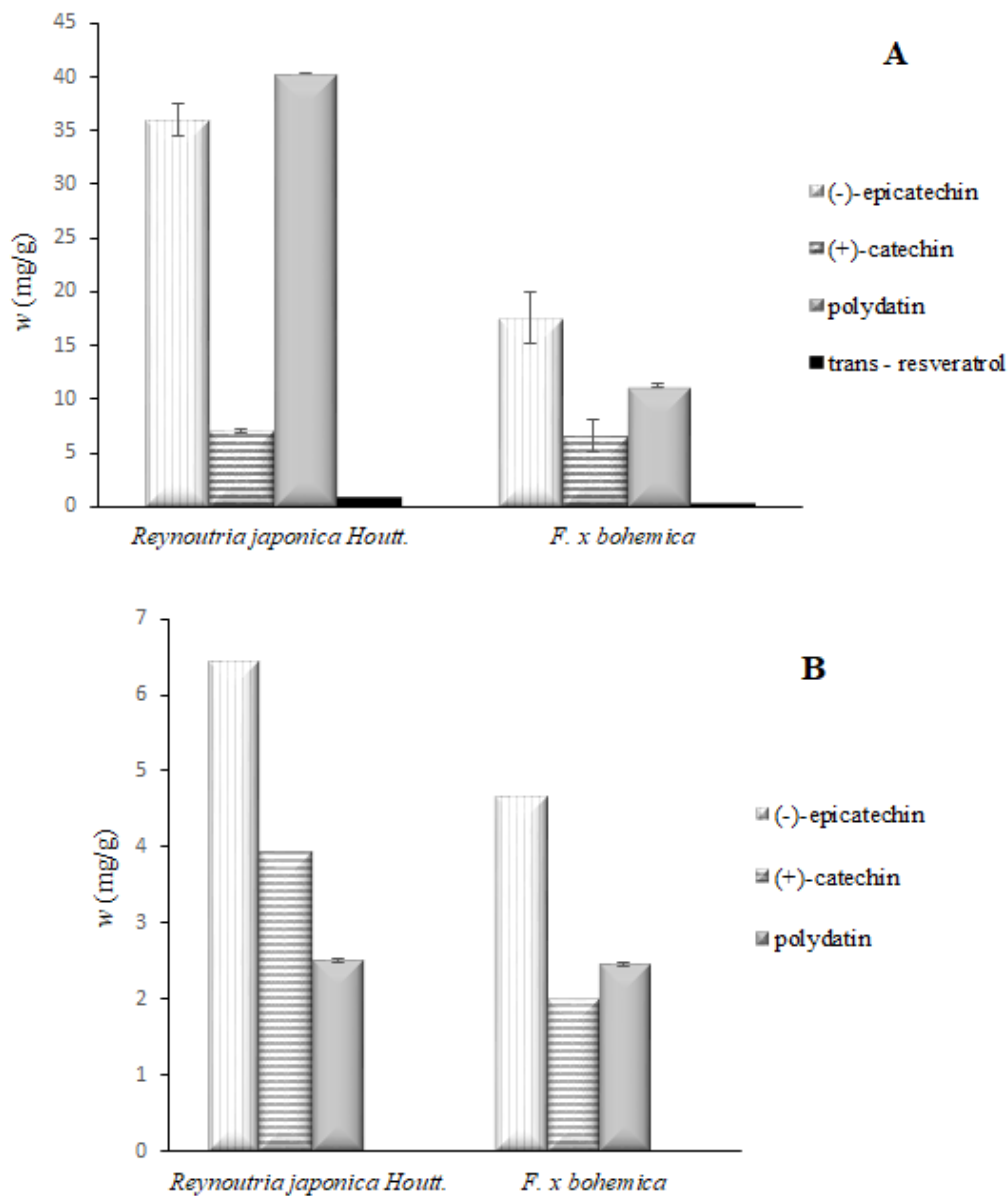 A
w (mg/g)
45
40
35
30
25
20
15
10
5
0
Reynoutria japonica Houtt.
F. x bohemica
(-)-epicatechin
(+)-catechin
polydatin
trans - resveratrol
B
w (mg/g)
7
6
5
4
3
2
1
0
Reynoutria japonica Houtt.
F. x bohemica
(-)-epicatechin
(+)-catechin
polydatin